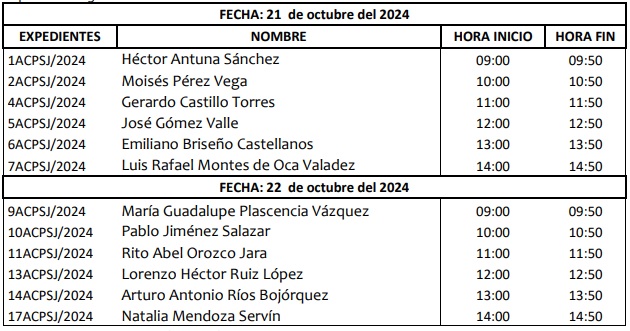 FECHA: 21 de octubre del 2024
EXPEDIENTES NOMBRE HORA INICIO HORA FIN
1ACPSJ/2024 Héctor Antuna Sánchez 09:00 09:50
2ACPSJ/2024 Moisés Pérez Vega 10:00 10:50
4ACPSJ/2024 Gerardo Castillo Torres 11:00 11:50
5ACPSJ/2024 José Gómez Valle 12:00 12:50
6ACPSJ/2024 Emiliano Briseño Castellanos 13:00 13:50
7ACPSJ/2024 Luis Rafael Montes de Oca Valadez 14:00 14:50
FECHA: 22 de octubre del 2024
9ACPSJ/2024 María Guadalupe Plascencia Vázquez 09:00 09:50
10ACPSJ/2024 Pablo Jiménez Salazar 10:00 10:50
11ACPSJ/2024 Rito Abel Orozco Jara 11:00 11:50
13ACPSJ/2024 Lorenzo Héctor Ruiz López 12:00 12:50
14ACPSJ/2024 Arturo Antonio Ríos Bojórquez 13:00 13:50
17ACPSJ/2024 Natalia Mendoza Servín 14:00 14:50